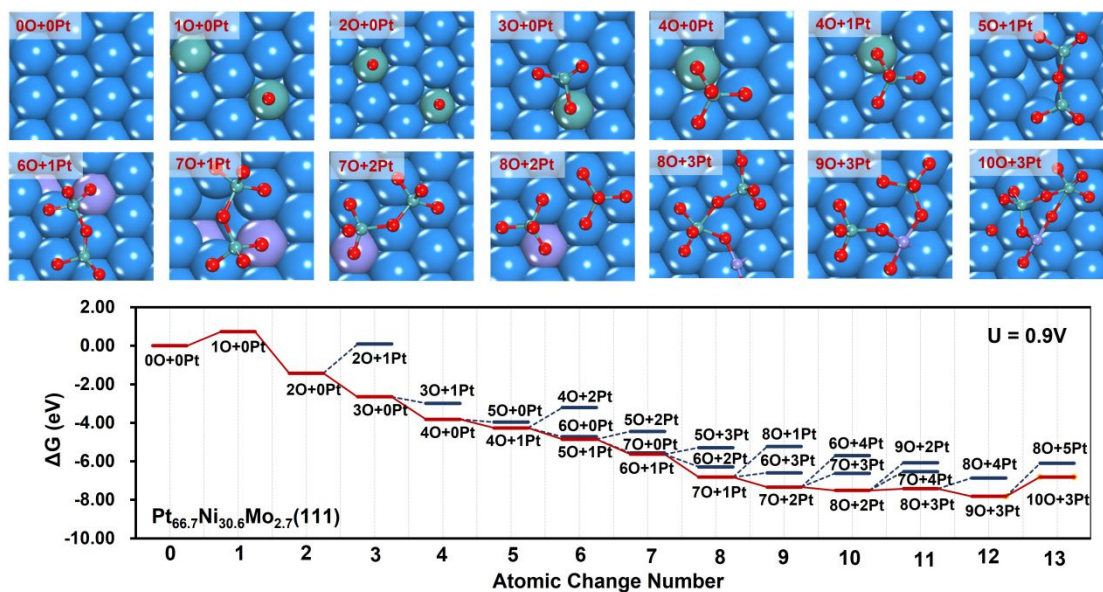 0O+0Pt 1O+0Pt 2O+0Pt 3O+0Pt 4O+0Pt 4O+1Pt 5O+1Pt
6O+1Pt 7O+1Pt 7O+2Pt 8O+2Pt 8O+3Pt 9O+3Pt 10O+3Pt
2.00
0.00
-2.00
-4.00
-6.00
-8.00
-10.00
ΔG (eV)
U = 0.9V
0O+0Pt
1O+0Pt
2O+0Pt
2O+1Pt
3O+0Pt
3O+1Pt
4O+0Pt
5O+0Pt
4O+1Pt
4O+2Pt
6O+0Pt
5O+1Pt
5O+2Pt
7O+0Pt
6O+1Pt
5O+3Pt
6O+2Pt
7O+1Pt
8O+1Pt
6O+3Pt
7O+2Pt
6O+4Pt
7O+3Pt
8O+2Pt
9O+2Pt
7O+4Pt
8O+3Pt
8O+4Pt
9O+3Pt
8O+5Pt
10O+3Pt
Pt66.7Ni30.6Mo2.7(111)
0 1 2 3 4 5 6 7 8 9 10 11 12 13
Atomic Change Number